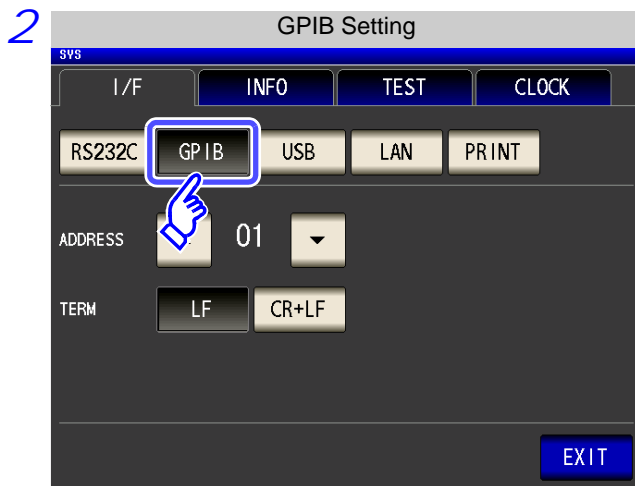 2
GPIB Setting
SYS
I/F INFO TEST CLOCK
RS232C GPIB USB LAN PRINT
ADDRESS 01
TERM LF CR+LF
EXIT